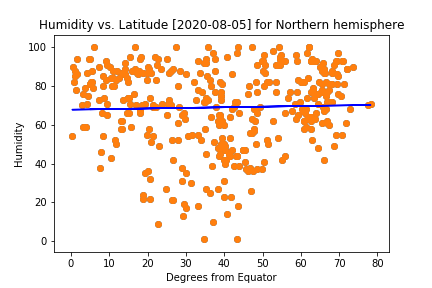 Humidity vs. Latitude [2020-08-05] for Northern hemisphere
100
80
60
40
20
0
Humidity
0 10 20 30 40 50 60 70 80
Degrees from Equator